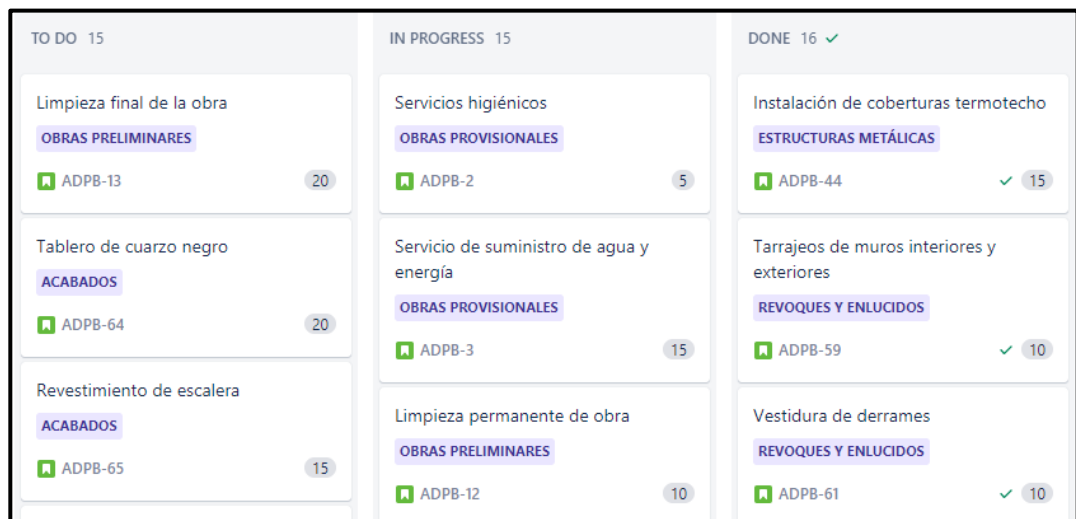 TO DO 15
Limpieza final de la obra
OBRAS PRELIMINARES
ADPB-13 20
Tablero de cuarzo negro
ACABADOS
ADPB-64 20
Revestimiento de escalera
ACABADOS
ADPB-65 15
IN PROGRESS 15
Servicios higiénicos
OBRAS PROVISIONALES
ADPB-2 5
Servicio de suministro de agua y
energía
OBRAS PROVISIONALES
ADPB-3 15
Limpieza permanente de obra
OBRAS PRELIMINARES
ADPB-12 10
DONE 16
Instalación de coberturas termotecho
ESTRUCTURAS METÁLICAS
ADPB-44 15
Tarrajeos de muros interiores y
exteriores
REVOQUES Y ENLUCIDOS
ADPB-59 10
Vestidura de derrames
REVOQUES Y ENLUCIDOS
ADPB-61 10